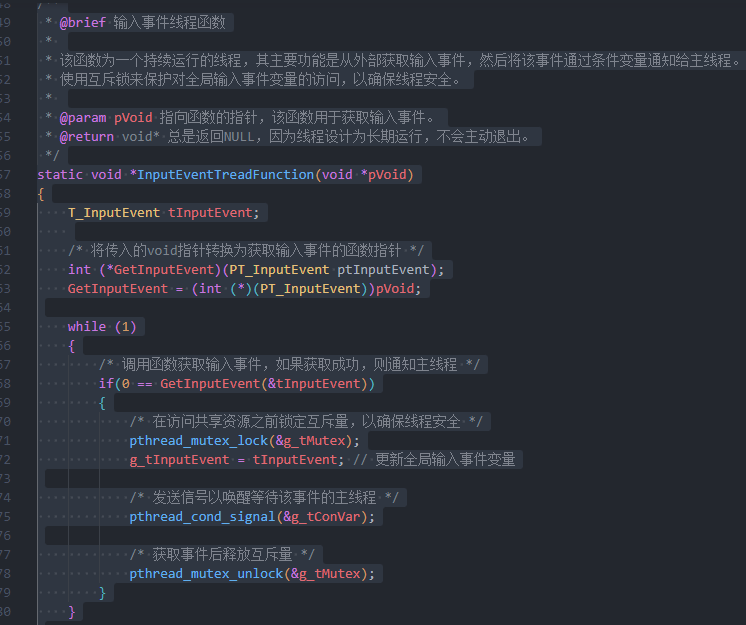 /*
49 * @brief 输入事件线程函数
50 *
51 * 该函数为一个持续运行的线程，其主要功能是从外部获取输入事件，然后将该事件通过条件变量通知给主线程。
52 * 使用互斥锁来保护对全局输入事件变量的访问，以确保线程安全。
53 *
54 * @param pVoid 指向函数的指针，该函数用于获取输入事件。
55 * @return void* 总是返回NULL，因为线程设计为长期运行，不会主动退出。
56 */
57 static void *InputEventTreadFunction(void *pVoid)
58 {
59 T_InputEvent tInputEvent;
60
61 /* 将传入的void指针转换为获取输入事件的函数指针 */
62 int (*GetInputEvent)(PT_InputEvent ptInputEvent);
63 GetInputEvent = (int (*)(PT_InputEvent))pVoid;
64
65 while (1)
66 {
67 /* 调用函数获取输入事件，如果获取成功，则通知主线程 */
68 if(0 == GetInputEvent(&tInputEvent))
69 {
70 /* 在访问共享资源之前锁定互斥量，以确保线程安全 */
71 pthread_mutex_lock(&g_tMutex);
72 g_tInputEvent = tInputEvent; // 更新全局输入事件变量
73
74 /* 发送信号以唤醒等待该事件的主线程 */
75 pthread_cond_signal(&g_tConVar);
76
77 /* 获取事件后释放互斥量 */
78 pthread_mutex_unlock(&g_tMutex);
79 }
80 }